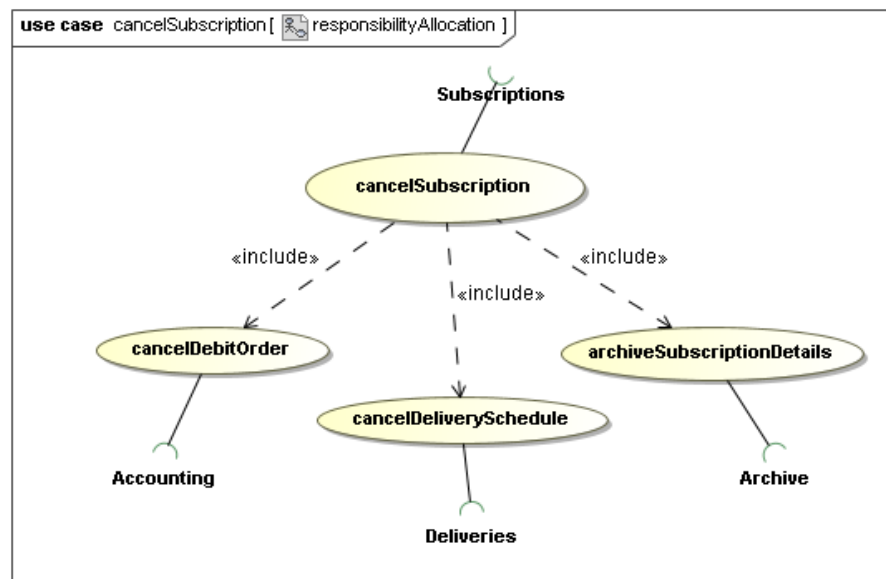 use case cancelSubscription[ responsibilityAllocation ]
Subscriptions
cancelSubscription
«include»
«include»
«include»
cancelDebitOrder
archiveSubscriptionDetails
cancelDeliverySchedule
Accounting
Archive
Deliveries